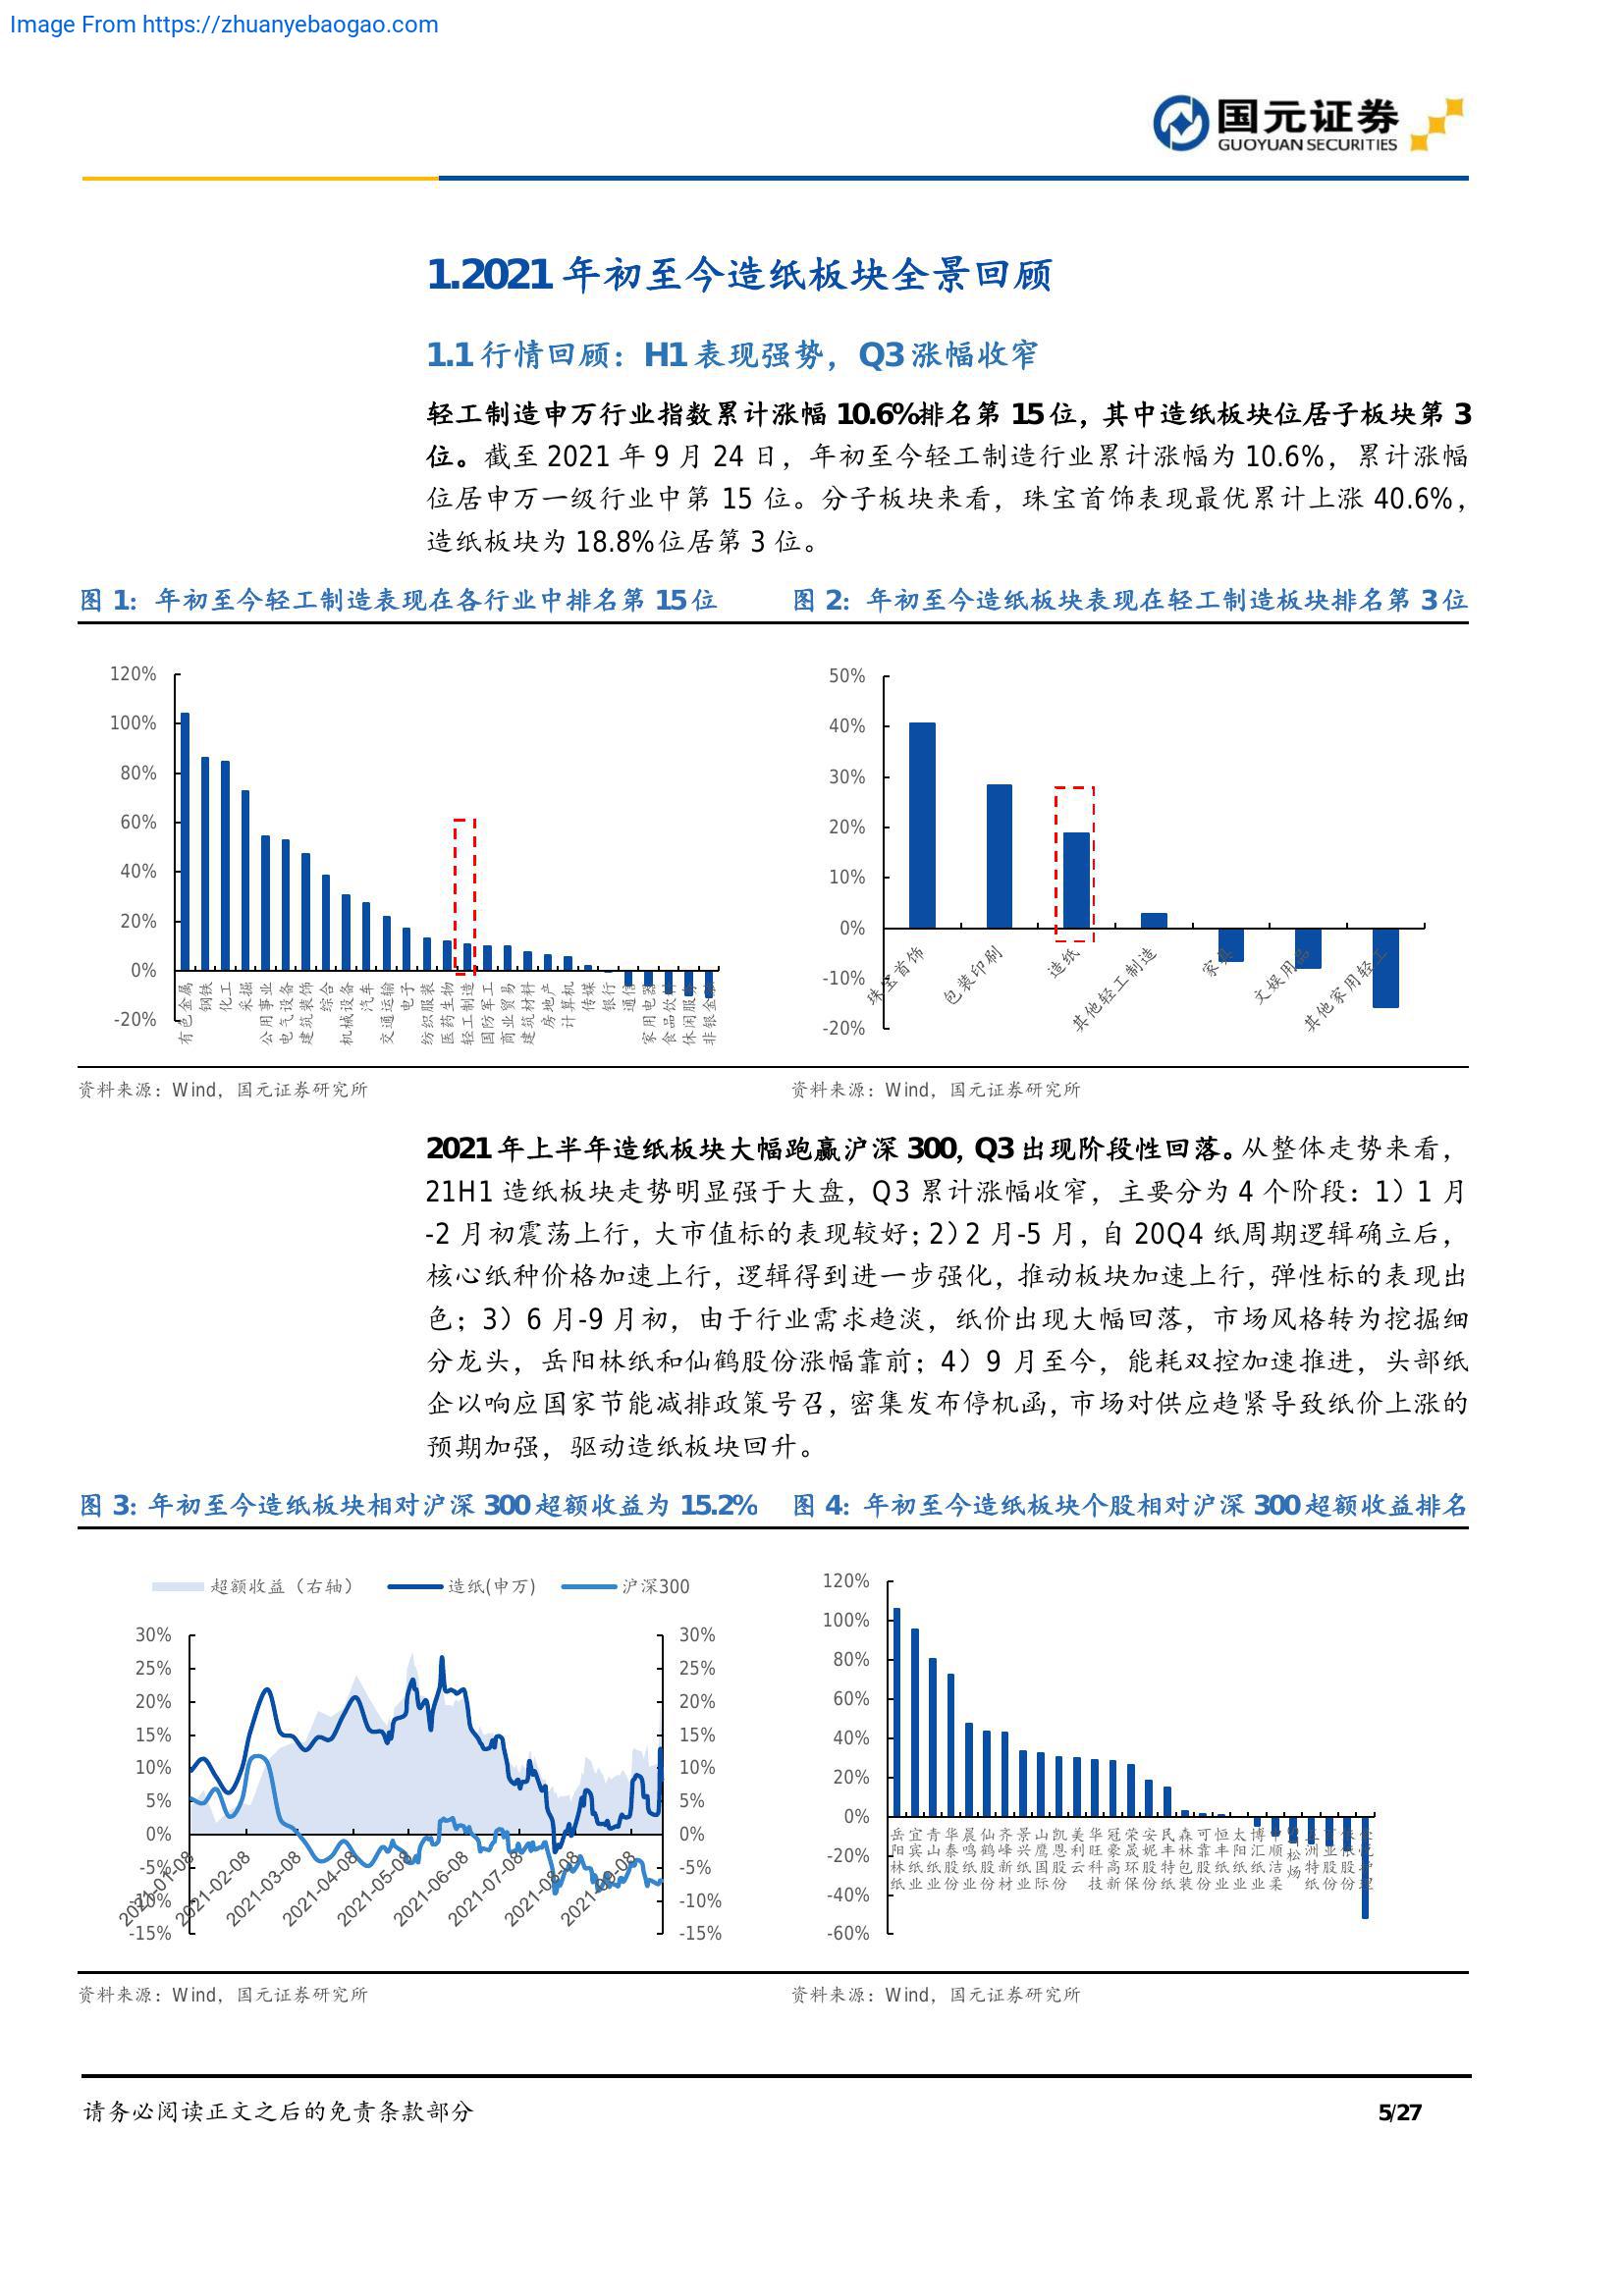 Image From https://zhuanyebaogao.com
国元证券
GUOYUAN SECURITIES
1.2021 年初至今造纸板块全景回顾
1.1 行情回顾：H1 表现强势，Q3 涨幅收窄
轻工制造申万行业指数累计涨幅 10.6%排名第 15 位，其中造纸板块位居子板块第 3
位。截至 2021 年 9 月 24 日，年初至今轻工制造行业累计涨幅为 10.6%，累计涨幅
位居申万一级行业中第 15 位。分子板块来看，珠宝首饰表现最优累计上涨 40.6%，
造纸板块为 18.8%位居第 3 位。
图 1：年初至今轻工制造表现在各行业中排名第 15 位
120%
100%
80%
60%
40%
20%
0%
-20%
有色金属
钢铁
化工
采掘
公用事业
电气设备
建筑装饰
综合
机械设备
汽车
交通运输
电子
纺织服装
医药生物
轻工制造
国防军工
商业贸易
建筑材料
房地产
计算机
传媒
银行
通信
家用电器
食品饮料
休闲服务
非银金融
资料来源：Wind，国元证券研究所
图 2：年初至今造纸板块表现在轻工制造板块排名第 3 位
50%
40%
30%
20%
10%
0%
-10%
-20%
珠宝首饰
包装印刷
造纸
其他轻工制造
家具
文娱用品
其他家用轻工
资料来源：Wind，国元证券研究所
2021 年上半年造纸板块大幅跑赢沪深 300，Q3 出现阶段性回落。从整体走势来看，
21H1 造纸板块走势明显强于大盘，Q3 累计涨幅收窄，主要分为 4 个阶段：1）1 月
-2 月初震荡上行，大市值标的表现较好；2）2 月-5 月，自 20Q4 纸周期逻辑确立后，
核心纸种价格加速上行，逻辑得到进一步强化，推动板块加速上行，弹性标的表现出
色；3）6 月-9 月初，由于行业需求趋淡，纸价出现大幅回落，市场风格转为挖掘细
分龙头，岳阳林纸和仙鹤股份涨幅靠前；4）9 月至今，能耗双控加速推进，头部纸
企以响应国家节能减排政策号召，密集发布停机函，市场对供应趋紧导致纸价上涨的
预期加强，驱动造纸板块回升。
图 3：年初至今造纸板块相对沪深 300 超额收益为 15.2%
超额收益（右轴） 造纸(申万) 沪深300
30%
25%
20%
15%
10%
5%
0%
-5%
-10%
-15%
30%
25%
20%
15%
10%
5%
0%
-5%
-10%
-15%
2021-01-08
2021-02-08
2021-03-08
2021-04-08
2021-05-08
2021-06-08
2021-07-08
2021-08-08
2021-09-08
资料来源：Wind，国元证券研究所
图 4：年初至今造纸板块个股相对沪深 300 超额收益排名
120%
100%
80%
60%
40%
20%
0%
-20%
-40%
-60%
岳阳林纸
宜宾纸业
青山纸业
华泰股份
晨鸣纸业
仙鹤股份
齐峰新材
景兴纸业
山鹰国际
凯恩股份
美利云
华旺科技
冠豪高新
荣晟环保
安妮股份
民丰特纸
森林包装
可靠股份
恒丰纸业
太阳纸业
博汇纸业
中顺洁柔
松炀
洲特纸
业股份
股份
资料来源：Wind，国元证券研究所
请务必阅读正文之后的免责条款部分
5/27